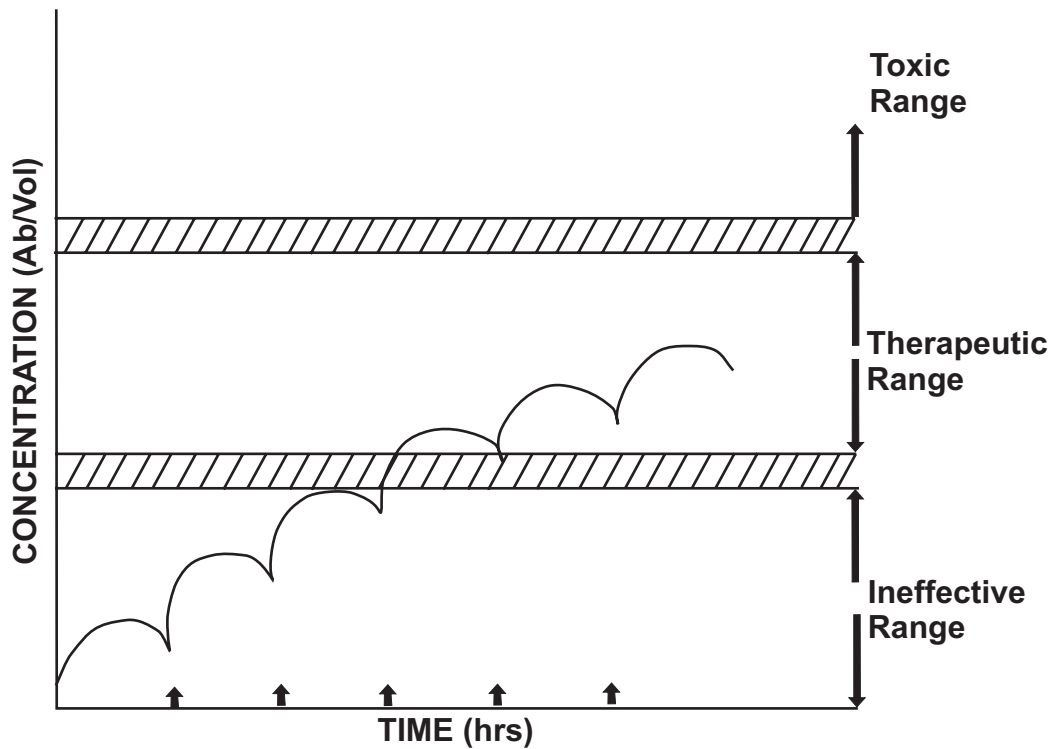 Toxic
Range
CONCENTRATION (Ab/Vol)
Therapeutic
Range
Ineffective
Range
TIME (hrs)